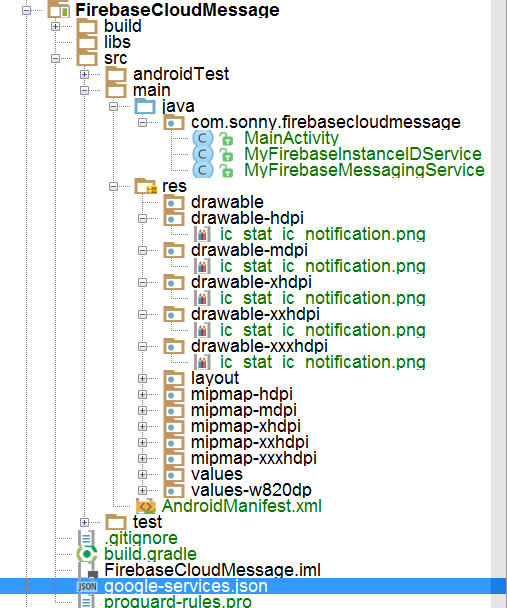 FirebaseCloudMessage
build
libs
src
androidTest
main
java
com.sonny.firebasecloudmessage
MainActivity
MyFirebaseInstanceIDService
MyFirebaseMessagingService
res
drawable
drawable-hdpi
ic_stat_ic_notification.png
drawable-mdpi
ic_stat_ic_notification.png
drawable-xhdpi
ic_stat_ic_notification.png
drawable-xxhdpi
ic_stat_ic_notification.png
drawable-xxxhdpi
ic_stat_ic_notification.png
layout
mipmap-hdpi
mipmap-mdpi
mipmap-xhdpi
mipmap-xxhdpi
mipmap-xxxhdpi
values
values-w820dp
AndroidManifest.xml
test
.gitignore
build.gradle
FirebaseCloudMessage.iml
google-services.json
proguard-rules.pro